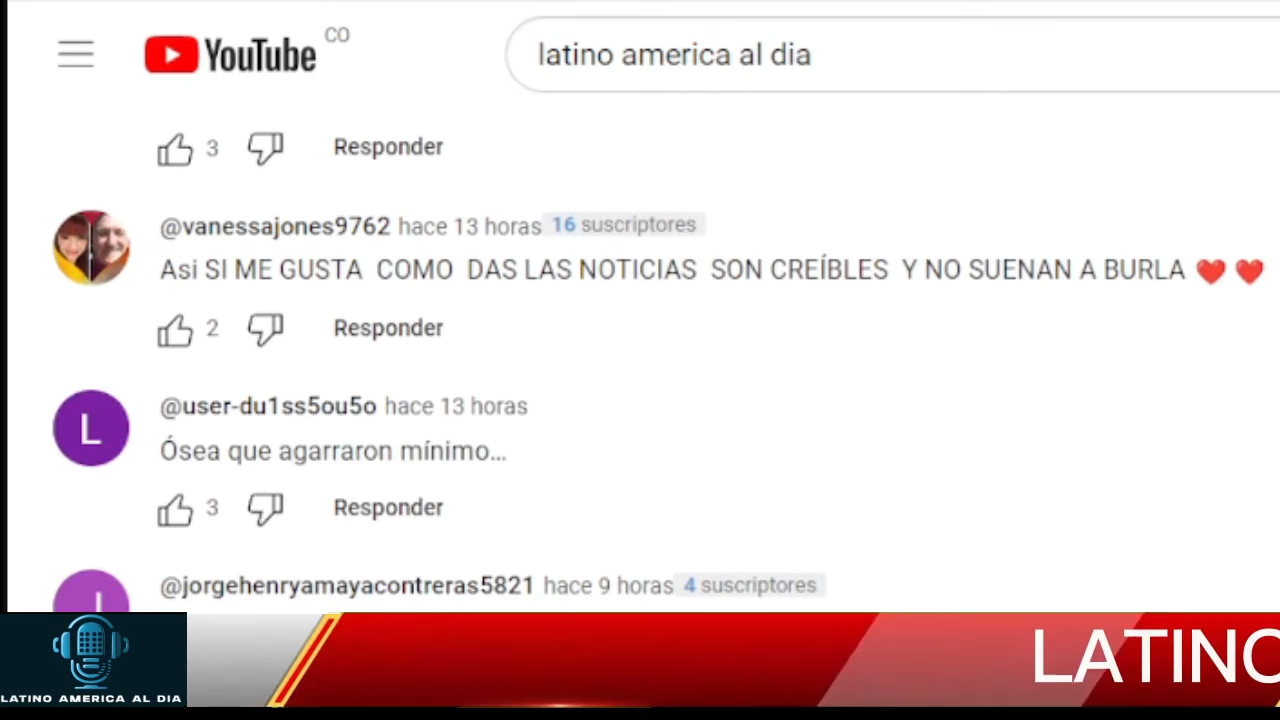 YouTube CO
latino america al dia
3 Responder
@vanessajones9762 hace 13 horas 16 suscriptores
Asi SI ME GUSTA COMO DAS LAS NOTICIAS SON CREÍBLES Y NO SUENAN A BURLA ❤️ ❤️
2 Responder
L
@user-du1ss5ou5o hace 13 horas
Ósea que agarraron mínimo...
3 Responder
J
@jorgehenryamayacontreras5821 hace 9 horas 4 suscriptores
LATINO AMERICA AL DIA
LATINO